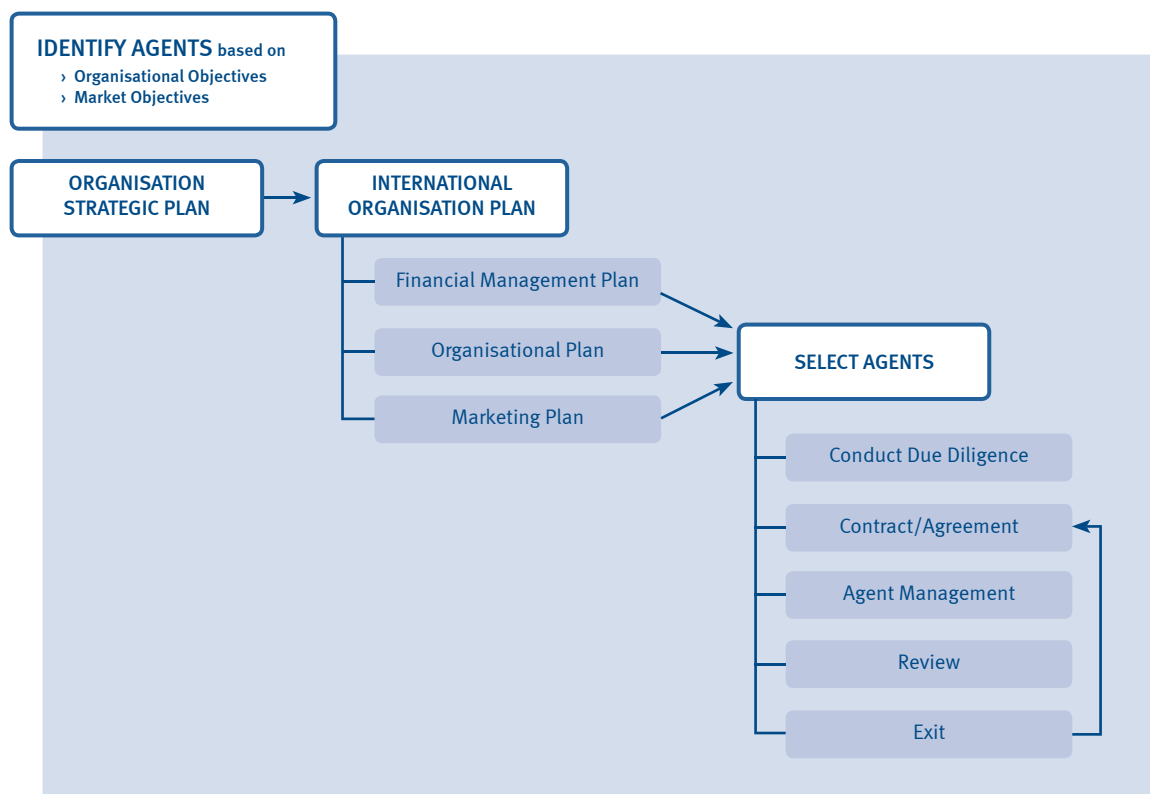 IDENTIFY AGENTS based on
› Organisational Objectives
› Market Objectives
ORGANISATION
STRATEGIC PLAN
INTERNATIONAL
ORGANISATION PLAN
Financial Management Plan
Organisational Plan
Marketing Plan
SELECT AGENTS
Conduct Due Diligence
Contract/Agreement
Agent Management
Review
Exit